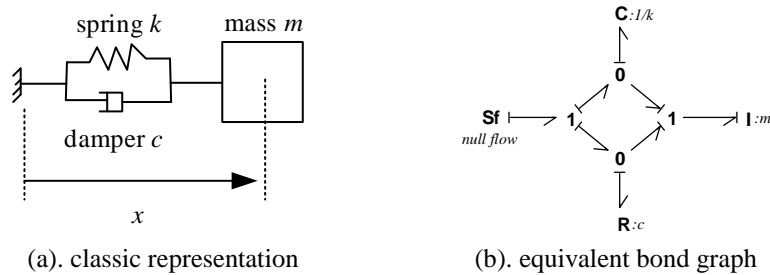 spring k
mass m
damper c
x
(a). classic representation
C:1/k
0
Sf
1
1
I:m
null flow
0
R:c
(b). equivalent bond graph